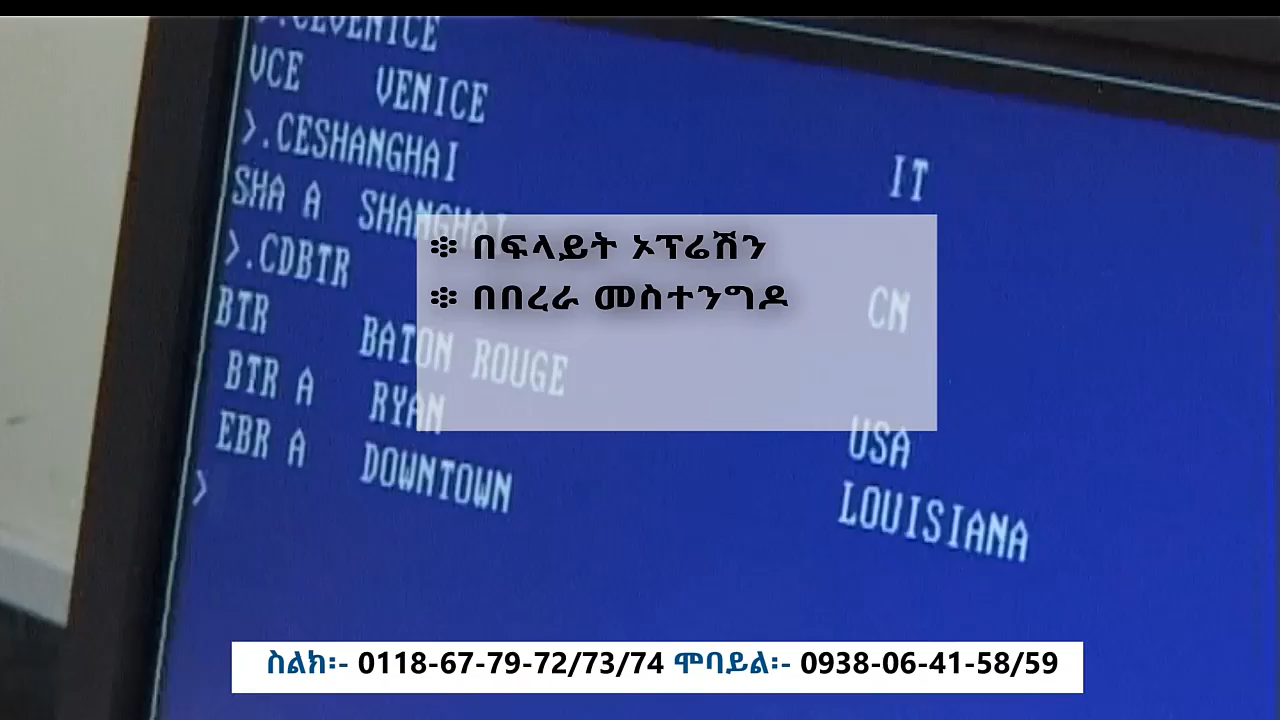 >.CEVENICE
VCE VENICE IT
>.CESHANGHAI
SHA A SHANGHAI CN
>.CDBTR
BTR BATON ROUGE USA
BTR A RYAN LOUISIANA
EBR A DOWNTOWN
>
፨ በፍላይት ኦፕሬሽን
፨ በበረራ መስተንግዶ
ስልክ፡- 0118-67-79-72/73/74 ሞባይል፡- 0938-06-41-58/59